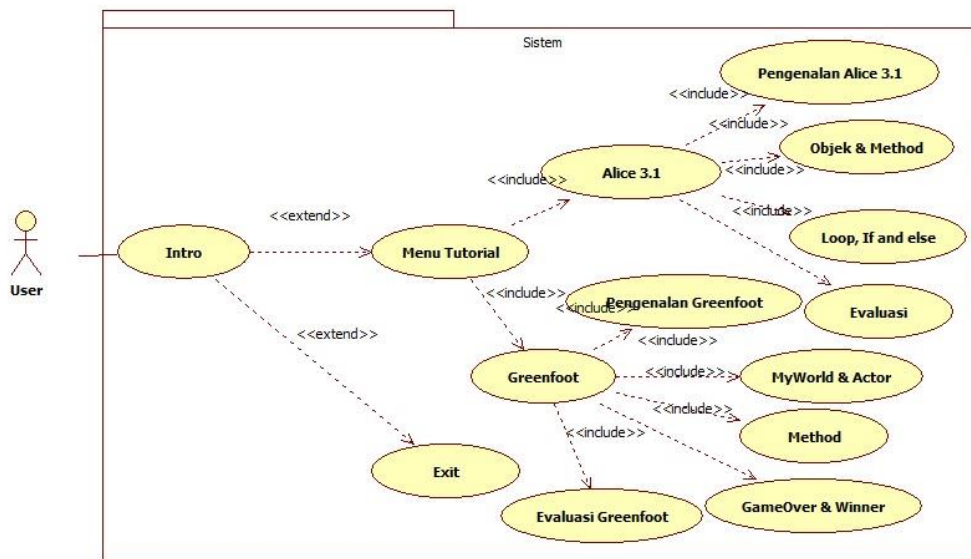 Sistem
Pengenalan Alice 3.1
<<include>>
<<include>>
Objek & Method
Alice 3.1
<<include>>
<<include>>
<<include>>
<<extend>>
Loop, If and else
User
Intro
Menu Tutorial
<<include>>
Pengenalan Greenfoot
<<include>>
Evaluasi
<<extend>>
<<include>>
Greenfoot
<<include>>
MyWorld & Actor
<<include>>
<<include>>
Method
Exit
GameOver & Winner
Evaluasi Greenfoot